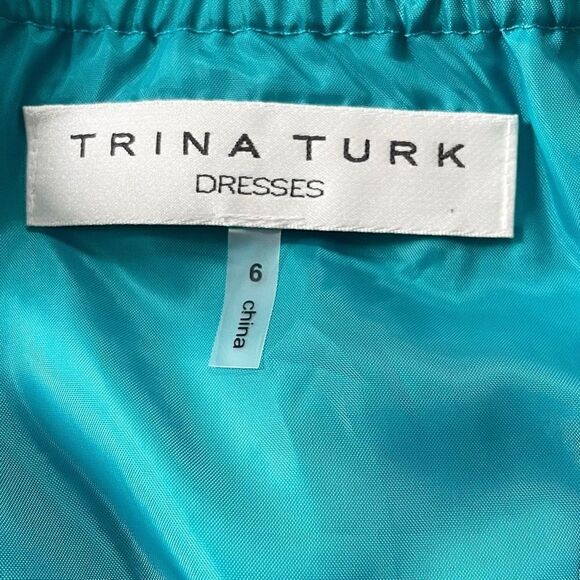 TRINA TURK
DRESSES
6
china